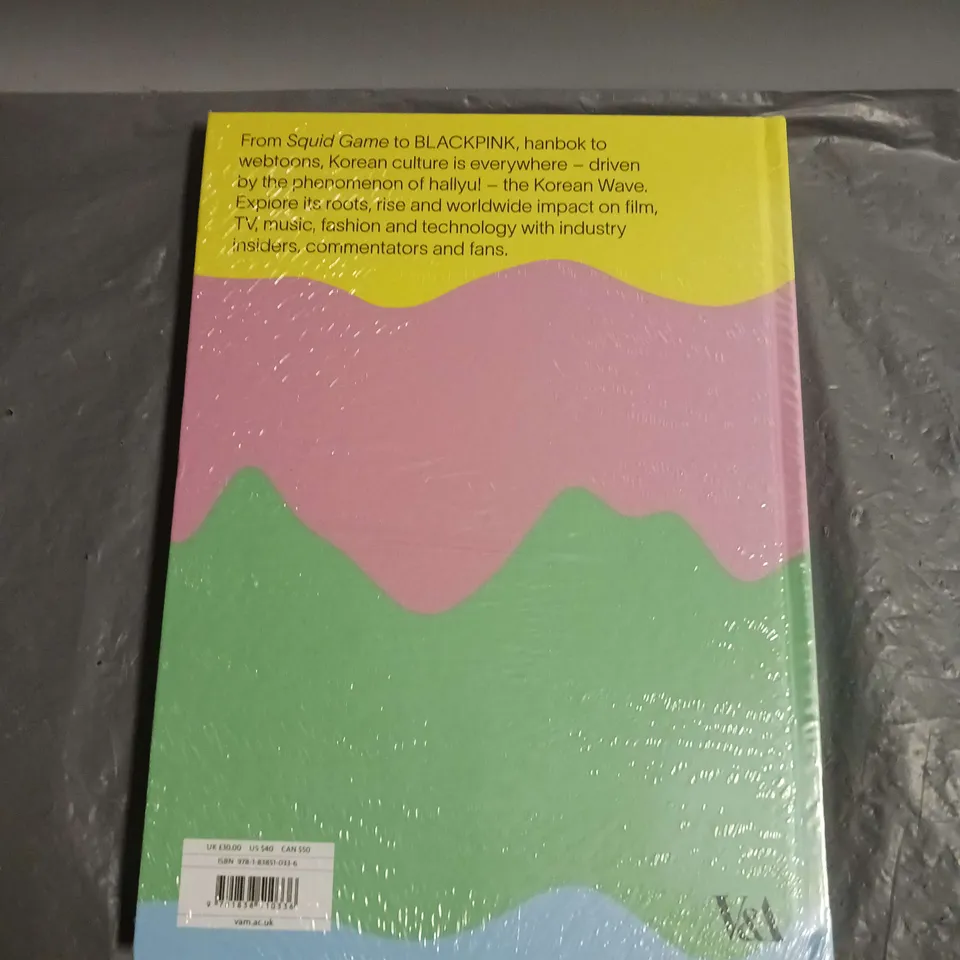 From Squid Game to BLACKPINK, hanbok to
webtoons, Korean culture is everywhere – driven
by the phenomenon of hallyu! – the Korean Wave.
Explore its roots, rise and worldwide impact on film,
TV, music, fashion and technology with industry
insiders, commentators and fans.
UK £30.00 US $40 CAN $50
ISBN 978-1-83851-033-6
9 781838 510336
vam.ac.uk
V&A